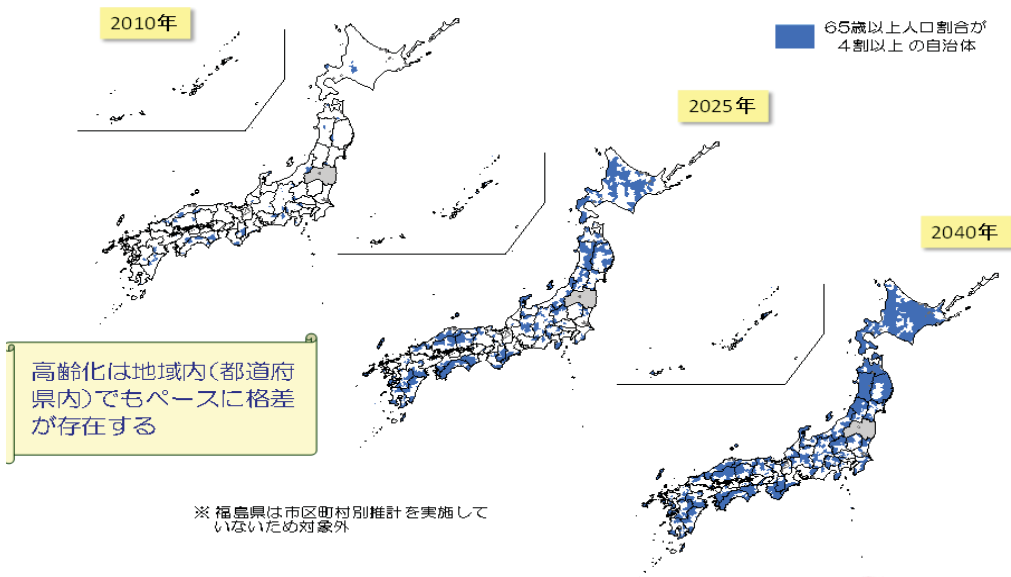 2010年
65歳以上人口割合が
4割以上の自治体
2025年
2040年
高齢化は地域内(都道府
県内)でもペースに格差
が存在する
※ 福島県は市区町村別推計を実施して
いないため対象外